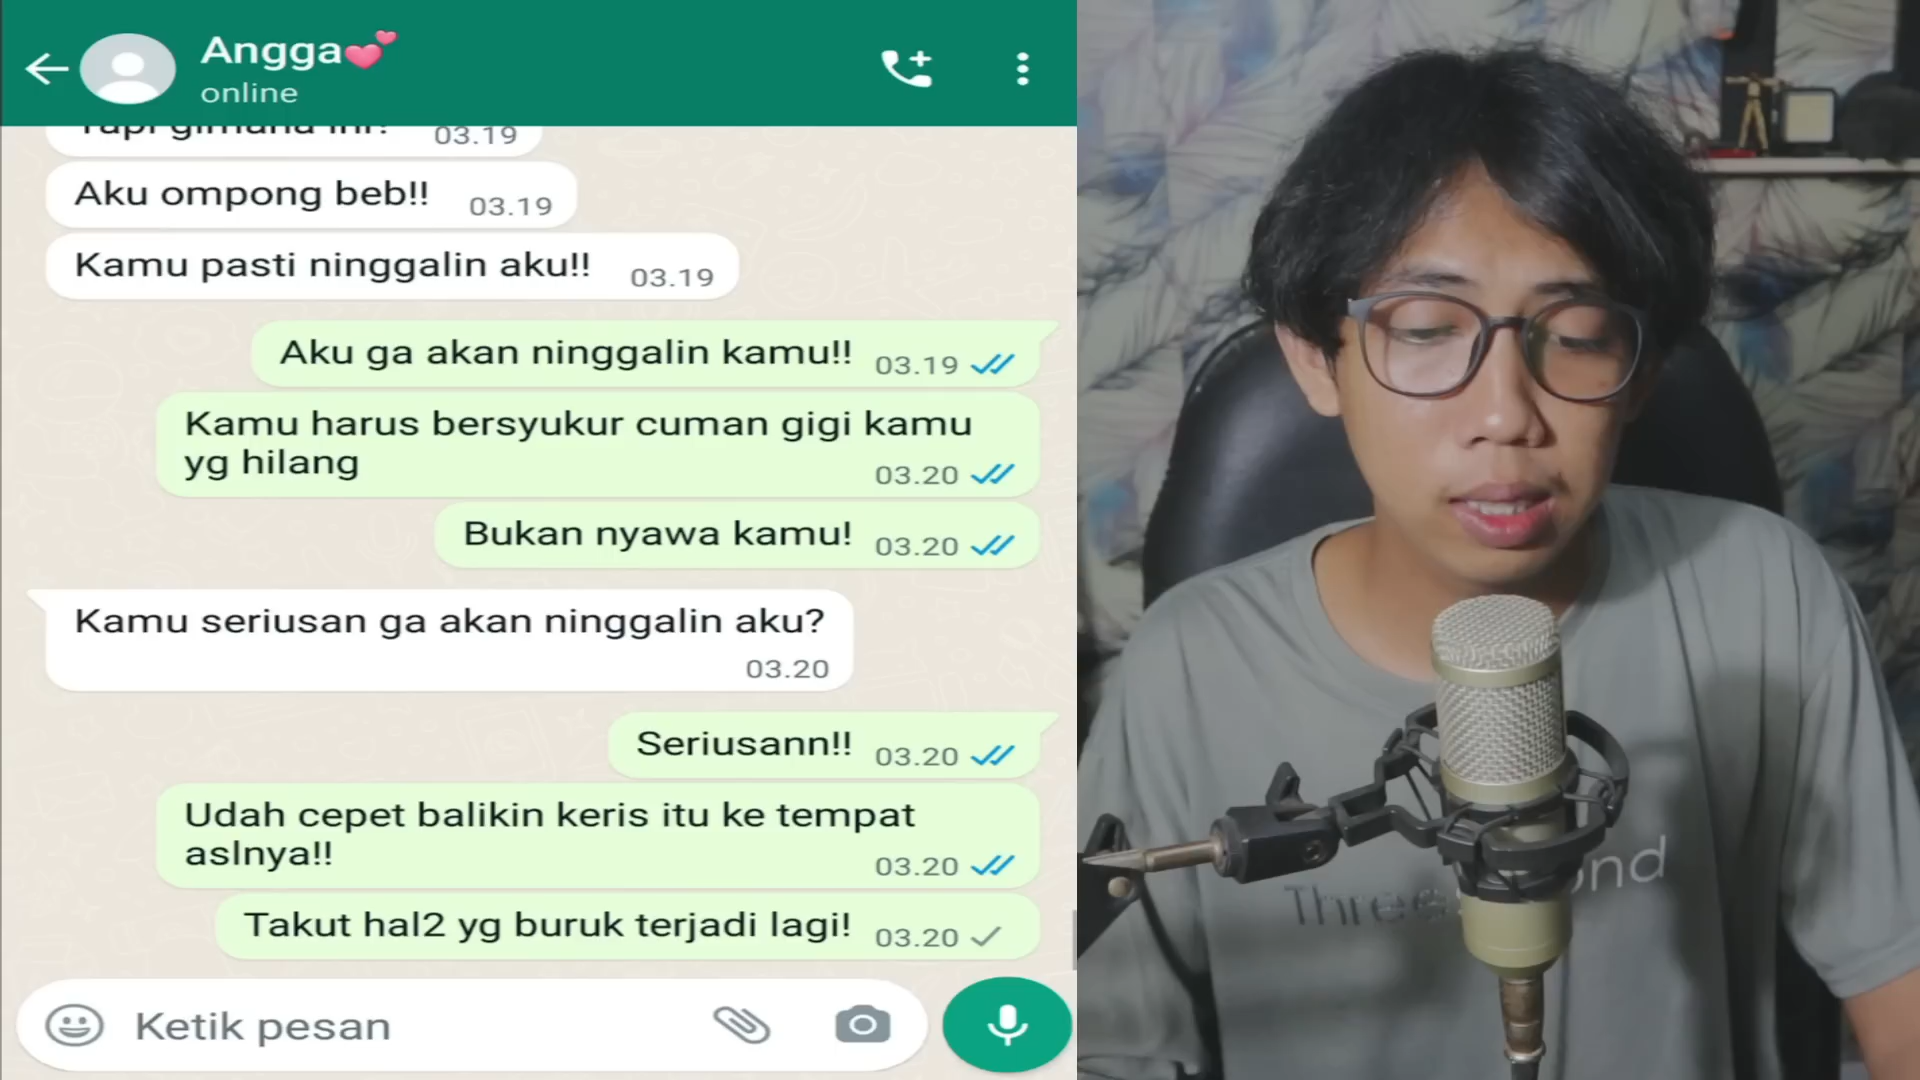 Angga💕
online
03.19
Aku ompong beb!! 03.19
Kamu pasti ninggalin aku!! 03.19
Aku ga akan ninggalin kamu!! 03.19
Kamu harus bersyukur cuman gigi kamu
yg hilang 03.20
Bukan nyawa kamu! 03.20
Kamu seriusan ga akan ninggalin aku?
03.20
Seriusann!! 03.20
Udah cepet balikin keris itu ke tempat
aslnya!! 03.20
Takut hal2 yg buruk terjadi lagi! 03.20
Ketik pesan